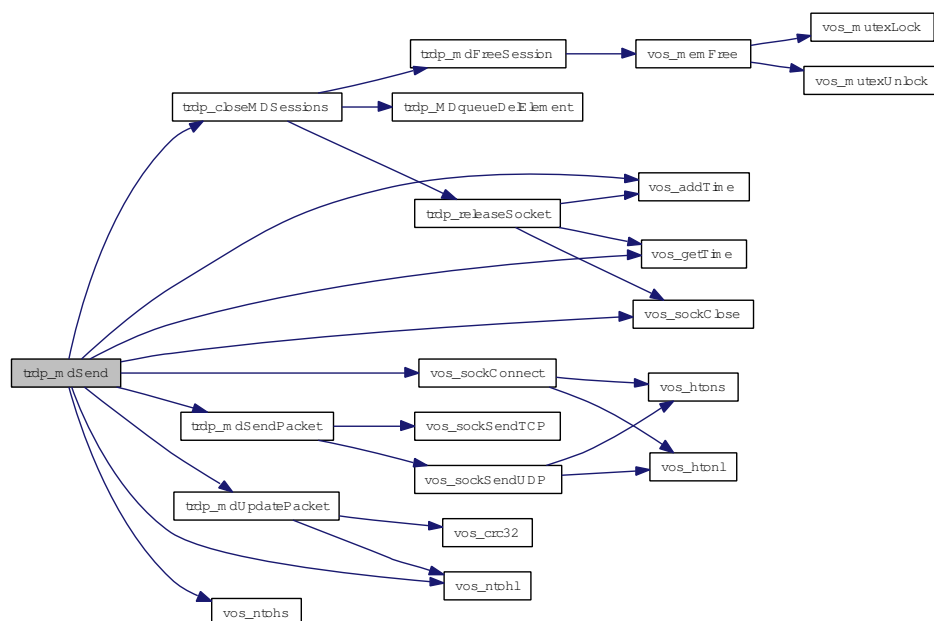 vos_mutexLock
trdp_mdFreeSession
vos_memFree
vos_mutexUnlock
trdp_closeMDSessions
trdp_MDqueueDelElement
vos_addTime
trdp_releaseSocket
vos_getTime
vos_sockClose
trdp_mdSend
vos_sockConnect
vos_htons
trdp_mdSendPacket
vos_sockSendTCP
vos_htonl
vos_sockSendUDP
trdp_mdUpdatePacket
vos_crc32
vos_ntohl
vos_ntohs